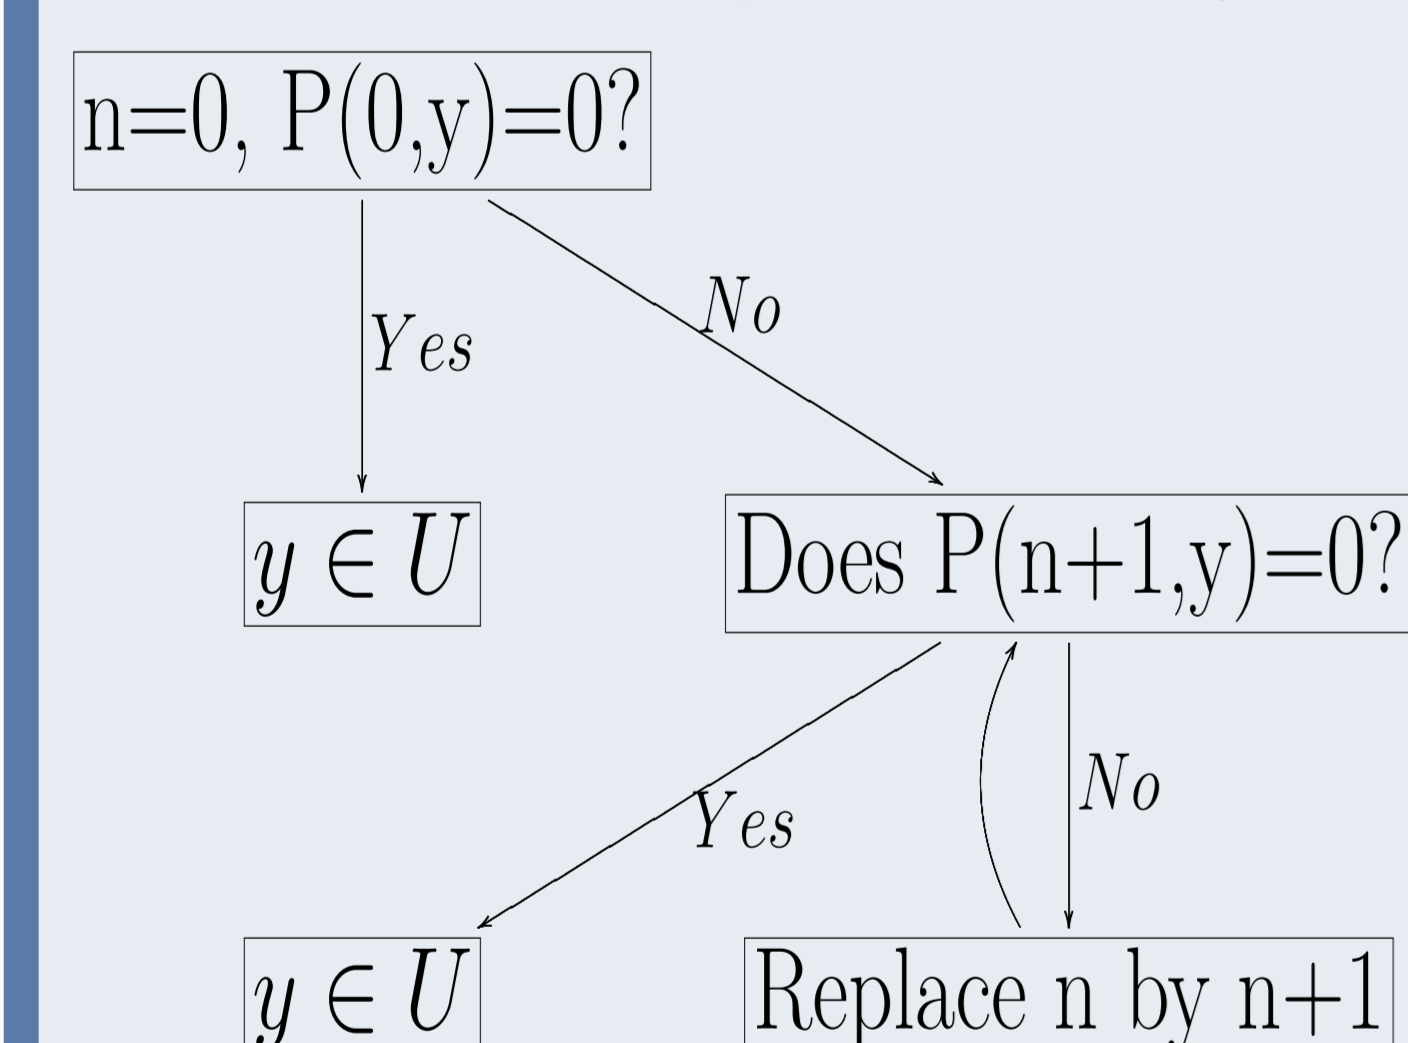 n=0, P(0,y)=0?
No
Yes
y ∈ U
Does P(n+1,y)=0?
No
Yes
y ∈ U
Replace n by n+1